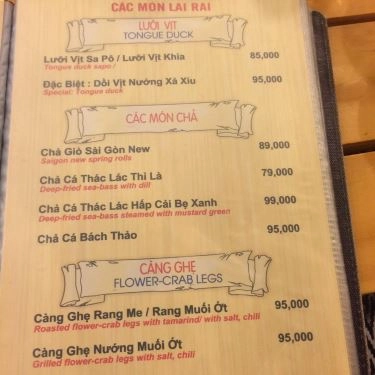 CÁC MÓN LAI RAI
LƯỠI VỊT
TONGUE DUCK
Lưỡi Vịt Sa Pô / Lưỡi Vịt Khìa 85,000
Tongue duck sapo /
Đặc Biệt : Dồi Vịt Nướng Xá Xíu 95,000
Special: Tongue duck
CÁC MÓN CHẢ
Chả Giò Sài Gòn New 89,000
Saigon new spring rolls
Chả Cá Thác Lác Thì Là 79,000
Deep-fried sea-bass with dill
Chả Cá Thác Lác Hấp Cải Bẹ Xanh 99,000
Deep-fried sea-bass steamed with mustard green
Chả Cá Bách Thảo 95,000
CÀNG GHẸ
FLOWER-CRAB LEGS
Càng Ghẹ Rang Me / Rang Muối Ớt 95,000
Roasted flower-crab legs with tamarind/ with salt, chili
Càng Ghẹ Nướng Muối Ớt 95,000
Grilled flower-crab legs with salt, chili